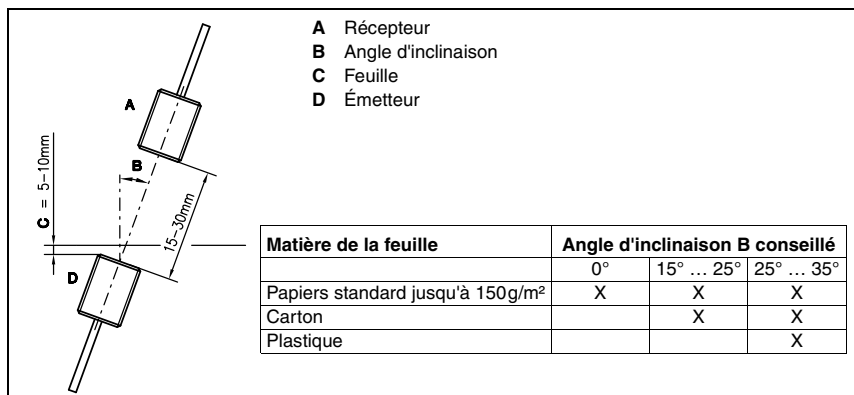 A Récepteur
B Angle d'inclinaison
C Feuille
D Émetteur
A
B
C = 5-10mm
15-30mm
D
Matière de la feuille Angle d'inclinaison B conseillé
0° 15° … 25° 25° … 35°
Papiers standard jusqu'à 150g/m² X X X
Carton X X
Plastique X